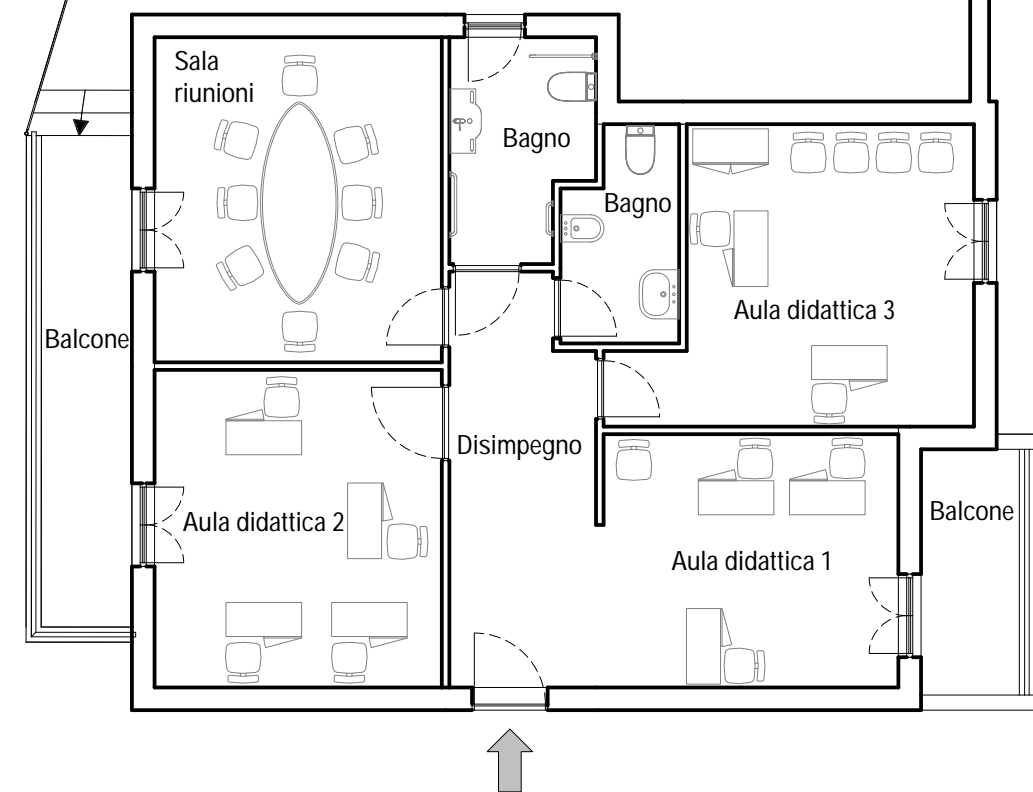 Sala
riunioni
Bagno
Bagno
Aula didattica 3
Balcone
Disimpegno
Aula didattica 2
Balcone
Aula didattica 1